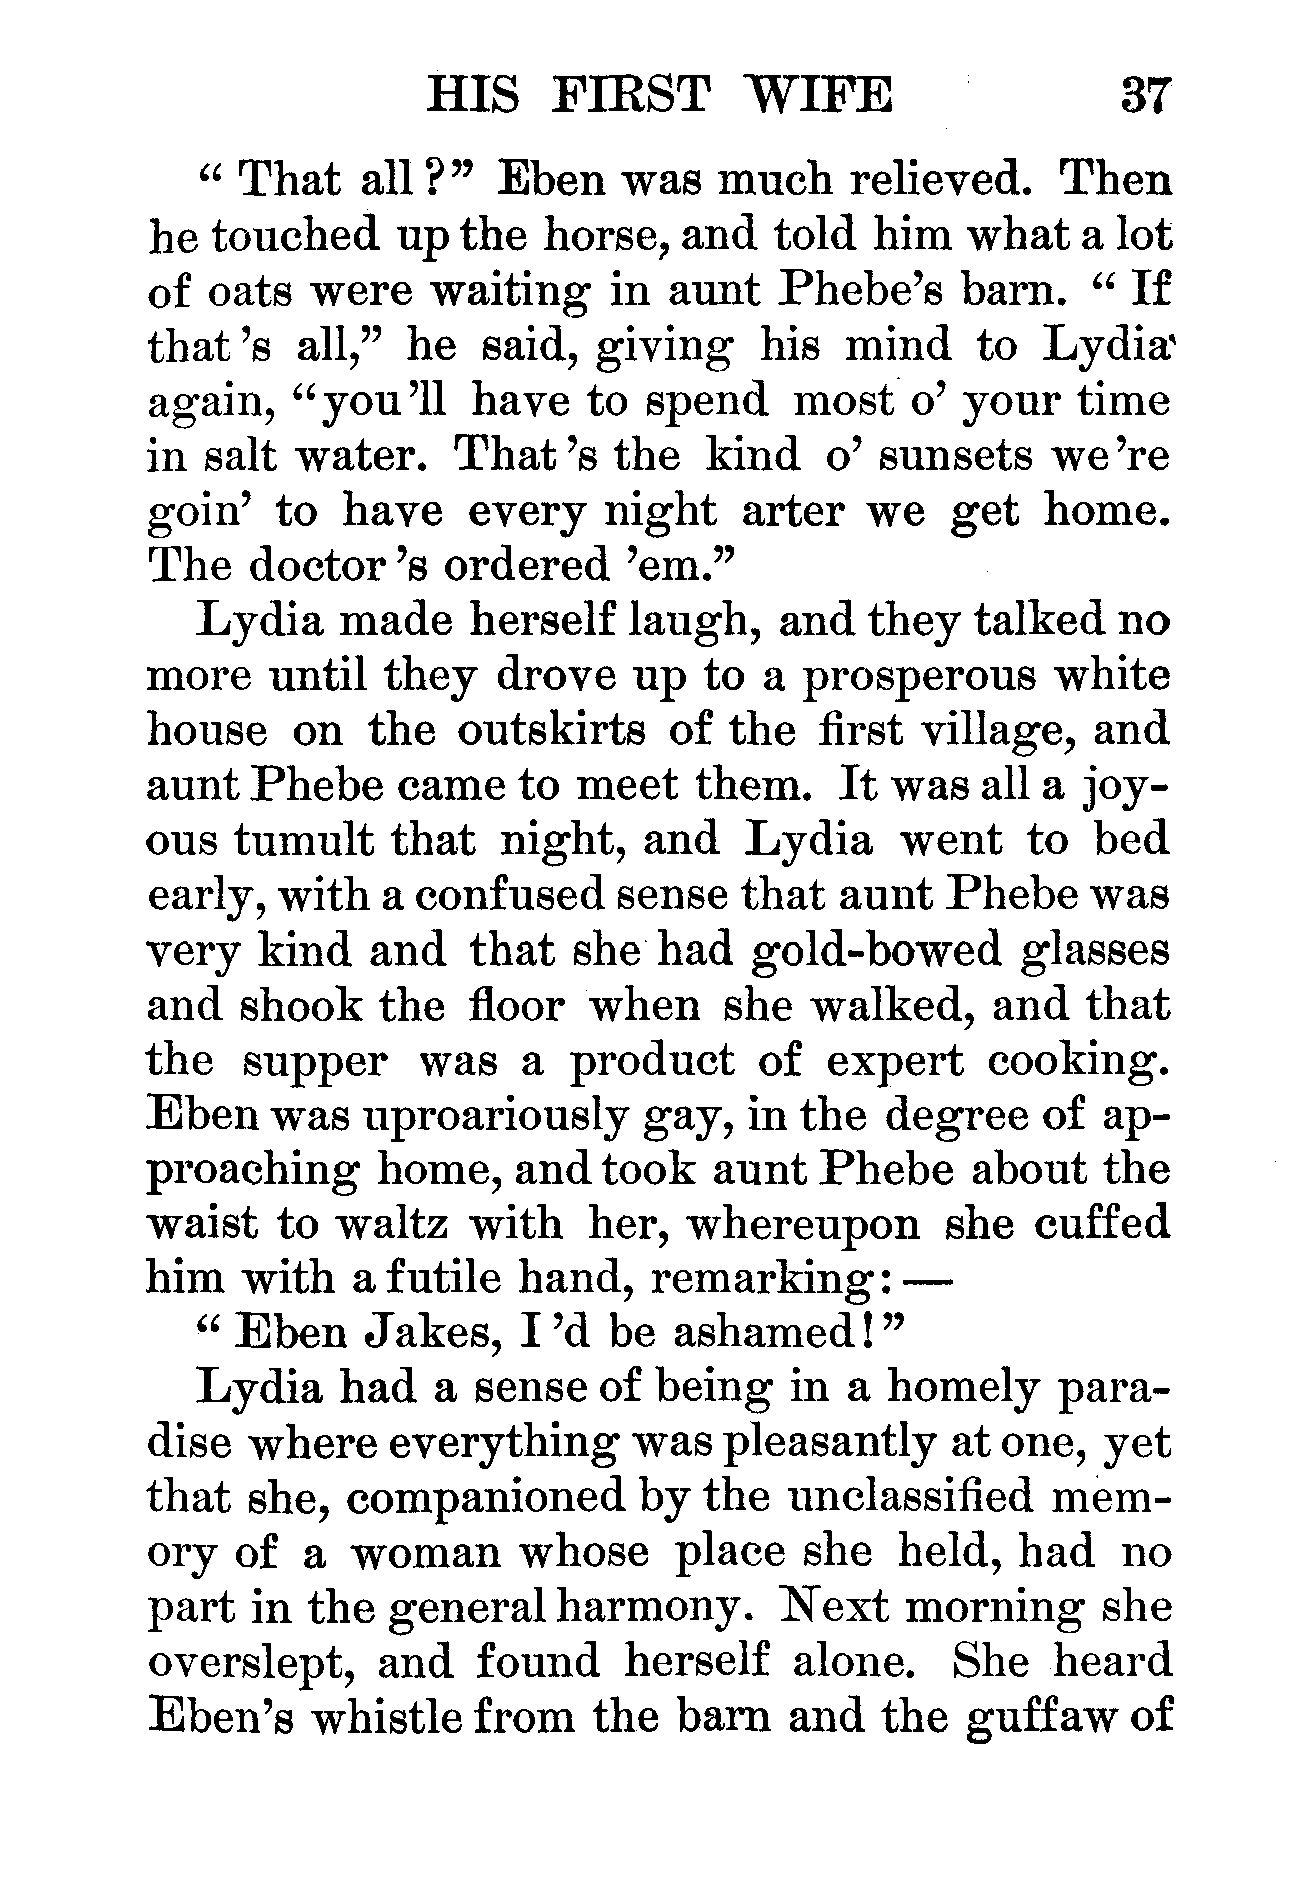 HIS FIRST WIFE 37
“ That all ?” Eben was much relieved. Then
he touched up the horse, and told him what a lot
of oats were waiting in aunt Phebe’s barn. “ If
that ’s all,” he said, giving his mind to Lydia
again, “you ’ll have to spend most o’ your time
in salt water. That ’s the kind o’ sunsets we ’re
goin’ to have every night arter we get home.
The doctor ’s ordered ’em.”
Lydia made herself laugh, and they talked no
more until they drove up to a prosperous white
house on the outskirts of the first village, and
aunt Phebe came to meet them. It was all a joy-
ous tumult that night, and Lydia went to bed
early, with a confused sense that aunt Phebe was
very kind and that she had gold-bowed glasses
and shook the floor when she walked, and that
the supper was a product of expert cooking.
Eben was uproariously gay, in the degree of ap-
proaching home, and took aunt Phebe about the
waist to waltz with her, whereupon she cuffed
him with a futile hand, remarking: —
“ Eben Jakes, I ’d be ashamed!”
Lydia had a sense of being in a homely para-
dise where everything was pleasantly at one, yet
that she, companioned by the unclassified mem-
ory of a woman whose place she held, had no
part in the general harmony. Next morning she
overslept, and found herself alone. She heard
Eben’s whistle from the barn and the guffaw of